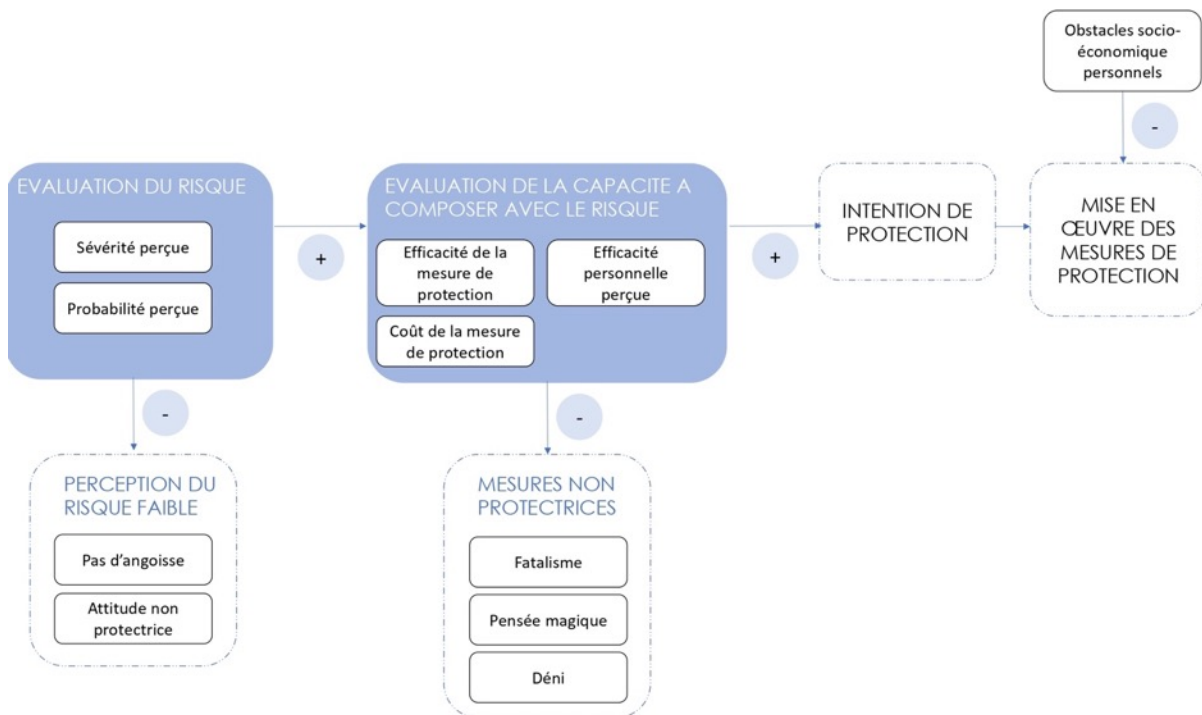 Obstacles socio-
économique
personnels
-
EVALUATION DU RISQUE
Sévérité perçue
Probabilité perçue
+
EVALUATION DE LA CAPACITE A
COMPOSER AVEC LE RISQUE
Efficacité de la
mesure de
protection
Efficacité
personnelle
perçue
Coût de la mesure
de protection
+
INTENTION DE
PROTECTION
MISE EN
ŒUVRE DES
MESURES DE
PROTECTION
-
PERCEPTION DU
RISQUE FAIBLE
Pas d'angoisse
Attitude non
protectrice
-
MESURES NON
PROTECTRICES
Fatalisme
Pensée magique
Déni